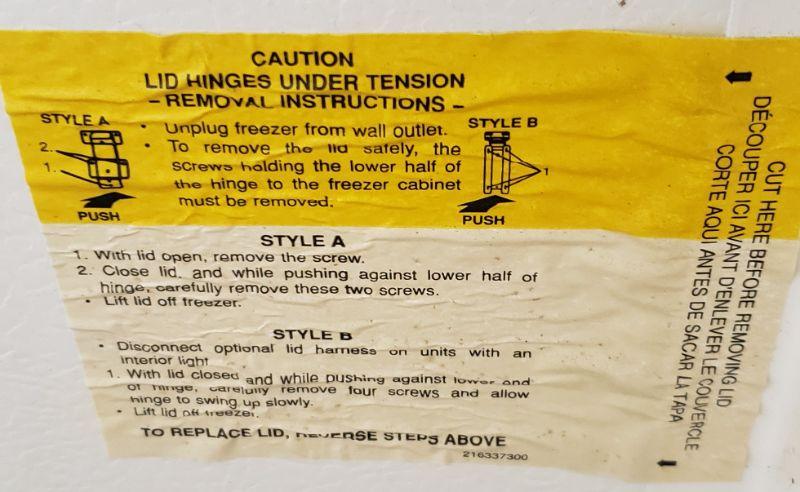 CAUTION
LID HINGES UNDER TENSION
- REMOVAL INSTRUCTIONS -
STYLE A
2.
1.
PUSH
• Unplug freezer from wall outlet.
• To remove the lid safely, the
screws holding the lower half of
the hinge to the freezer cabinet
must be removed.
STYLE B
1
PUSH
STYLE A
1. With lid open, remove the screw.
2. Close lid, and while pushing against lower half of
hinge, carefully remove these two screws.
• Lift lid off freezer.
STYLE B
• Disconnect optional lid harness on units with an
interior light
1. With lid closed and while pushing against lower end
of hinge, carefully remove four screws and allow
hinge to swing up slowly.
• Lift lid off freezer.
TO REPLACE LID, REVERSE STEPS ABOVE
216337300
CUT HERE BEFORE REMOVING LID
DÉCOUPER ICI AVANT D'ENLEVER LE COUVERCLE
CORTE AQUI ANTES DE SACAR LA TAPA